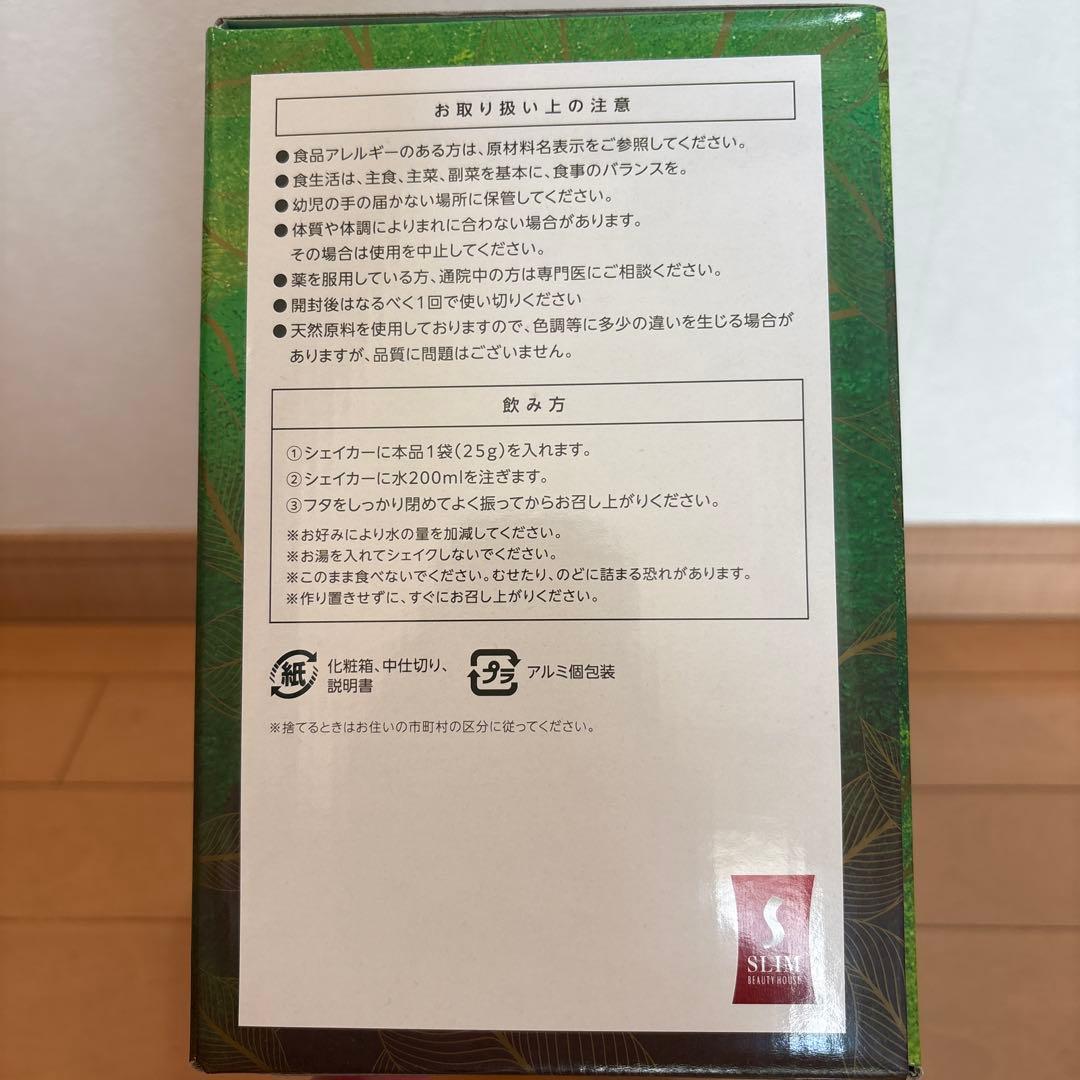 お取り扱い上の注意
●食品アレルギーのある方は、原材料名表示をご参照してください。
●食生活は、主食、主菜、副菜を基本に、食事のバランスを。
●幼児の手の届かない場所に保管してください。
●体質や体調によりまれに合わない場合があります。
その場合は使用を中止してください。
●薬を服用している方、通院中の方は専門医にご相談ください。
●開封後はなるべく1回で使い切りください
●天然原料を使用しておりますので、色調等に多少の違いを生じる場合が
ありますが、品質に問題はございません。
飲み方
①シェイカーに本品1袋(25g)を入れます。
②シェイカーに水200mlを注ぎます。
③フタをしっかり閉めてよく振ってからお召し上がりください。
※お好みにより水の量を加減してください。
※お湯を入れてシェイクしないでください。
※このまま食べないでください。むせたり、のどに詰まる恐れがあります。
※作り置きせずに、すぐにお召し上がりください。
紙 化粧箱、中仕切り、
説明書
プラ アルミ個包装
※捨てるときはお住いの市町村の区分に従ってください。
S
SLIM
BEAUTY HOUSE